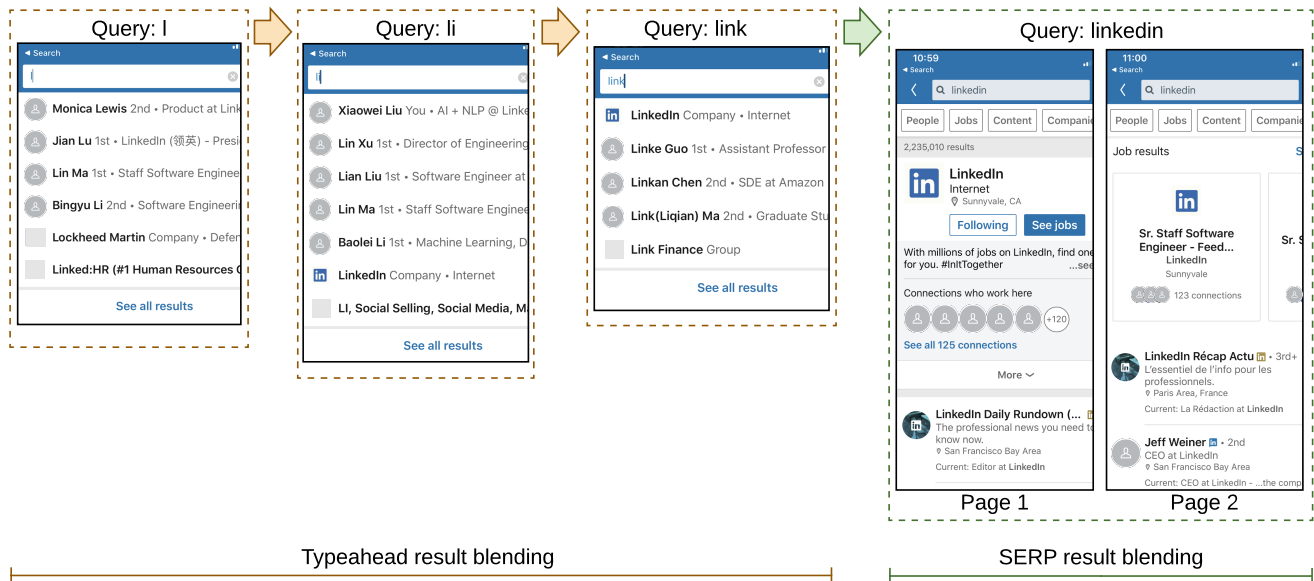 Query: l
◄ Search
l
Monica Lewis 2nd • Product at Link
Jian Lu 1st • LinkedIn (领英) - Presi
Lin Ma 1st • Staff Software Enginee
Bingyu Li 2nd • Software Engineerin
Lockheed Martin Company • Defen
Linked:HR (#1 Human Resources
See all results
Query: li
◄ Search
li
Xiaowei Liu You • AI + NLP @ Linke
Lin Xu 1st • Director of Engineering
Lian Liu 1st • Software Engineer at
Lin Ma 1st • Staff Software Enginee
Baolei Li 1st • Machine Learning, D
LinkedIn Company • Internet
LI, Social Selling, Social Media, M
See all results
Query: link
◄ Search
link
LinkedIn Company • Internet
Linke Guo 1st • Assistant Professor
Linkan Chen 2nd • SDE at Amazon
Link(Liqian) Ma 2nd • Graduate Stu
Link Finance Group
See all results
Query: linkedin
10:59
◄ Search
linkedin
People Jobs Content Companie
2,235,010 results
in
LinkedIn
Internet
Sunnyvale, CA
Following See jobs
With millions of jobs on LinkedIn, find one
for you. #InItTogether ...see
Connections who work here
+120
See all 125 connections
More
LinkedIn Daily Rundown (...
The professional news you need to
know now.
San Francisco Bay Area
Current: Editor at LinkedIn
Page 1
11:00
◄ Search
linkedin
People Jobs Content Companie
Job results S
in
Sr. Staff Software
Engineer - Feed...
LinkedIn
Sunnyvale
123 connections
Sr. S
LinkedIn Récap Actu in • 3rd+
L'essentiel de l'info pour les
professionnels.
Paris Area, France
Current: La Rédaction at LinkedIn
Jeff Weiner in • 2nd
CEO at LinkedIn
San Francisco Bay Area
Current: CEO at LinkedIn - ...the comp
Page 2
Typeahead result blending
SERP result blending